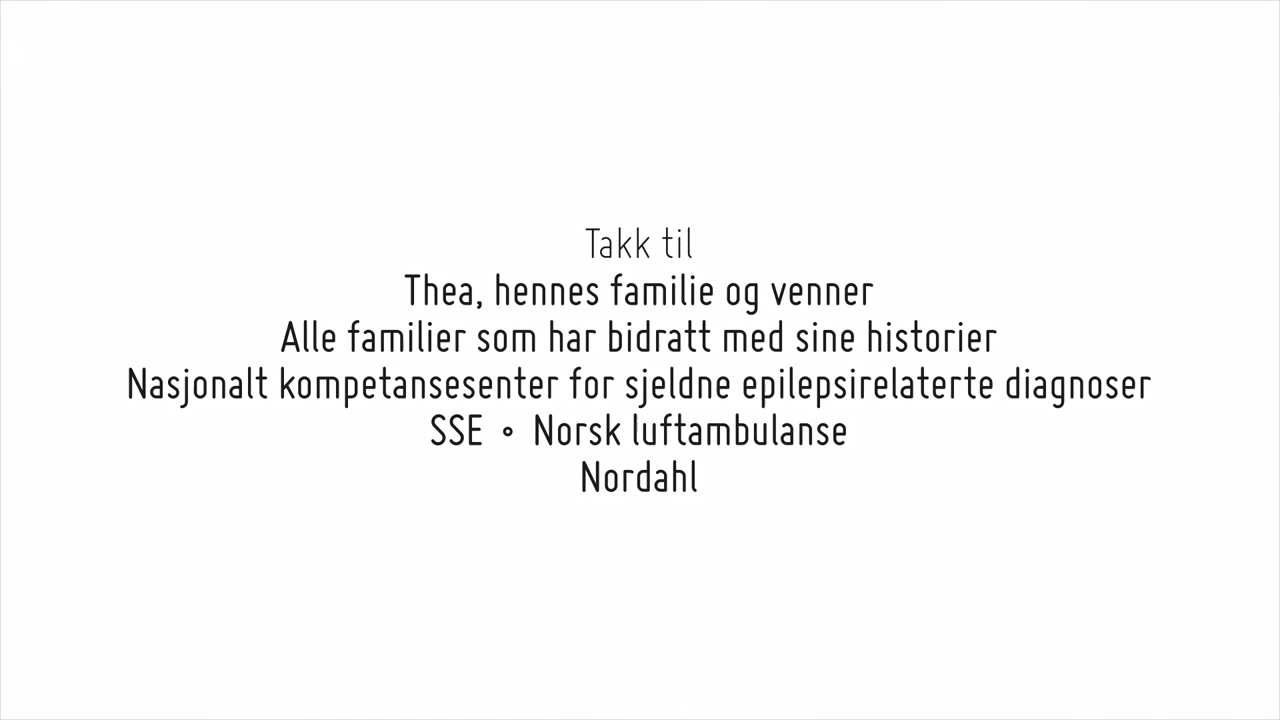 Takk til
Thea, hennes familie og venner
Alle familier som har bidratt med sine historier
Nasjonalt kompetansesenter for sjeldne epilepsirelaterte diagnoser
SSE ∘ Norsk luftambulanse
Nordahl